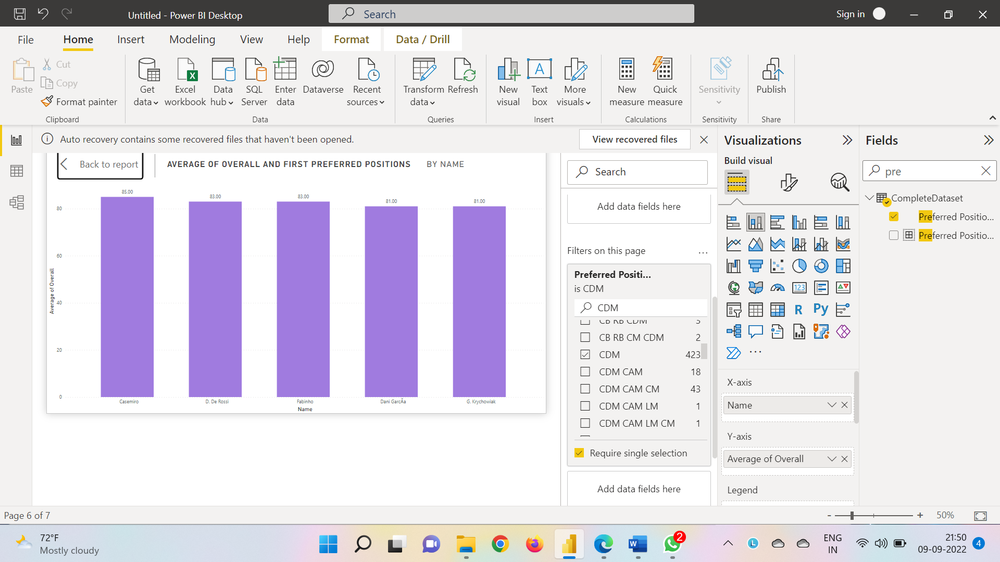 Untitled - Power BI Desktop
Search
Sign in
File
Home
Insert
Modeling
View
Help
Format
Data / Drill
Paste
Cut
Copy
Format painter
Clipboard
Get data
Excel workbook
Data hub
SQL Server
Enter data
Dataverse
Recent sources
Data
Transform data
Refresh
Queries
New visual
Text box
More visuals
Insert
New measure
Quick measure
Calculations
Sensitivity
Sensitivity
Publish
Share
Auto recovery contains some recovered files that haven't been opened.
View recovered files
Back to report
AVERAGE OF OVERALL AND FIRST PREFERRED POSITIONS
BY NAME
85.00
83.00
83.00
81.00
81.00
80
60
40
20
0
Average of Overall
Casemiro
D. De Rossi
Fabinho
Dani GarcÃa
G. Krychowiak
Name
Search
Add data fields here
Filters on this page
...
Preferred Positi...
is CDM
CDM
CB RB CDM 3
CB RB CM CDM 2
CDM 423
CDM CAM 18
CDM CAM CM 43
CDM CAM LM 1
CDM CAM LM CM 1
Require single selection
Add data fields here
Visualizations
Build visual
123
R
Py
...
X-axis
Name
Y-axis
Average of Overall
Legend
Fields
pre
CompleteDataset
Preferred Positio...
Preferred Positio...
Page 6 of 7
- + 50%
72°F
Mostly cloudy
W
2
L
ENG
IN
21:50
09-09-2022
4